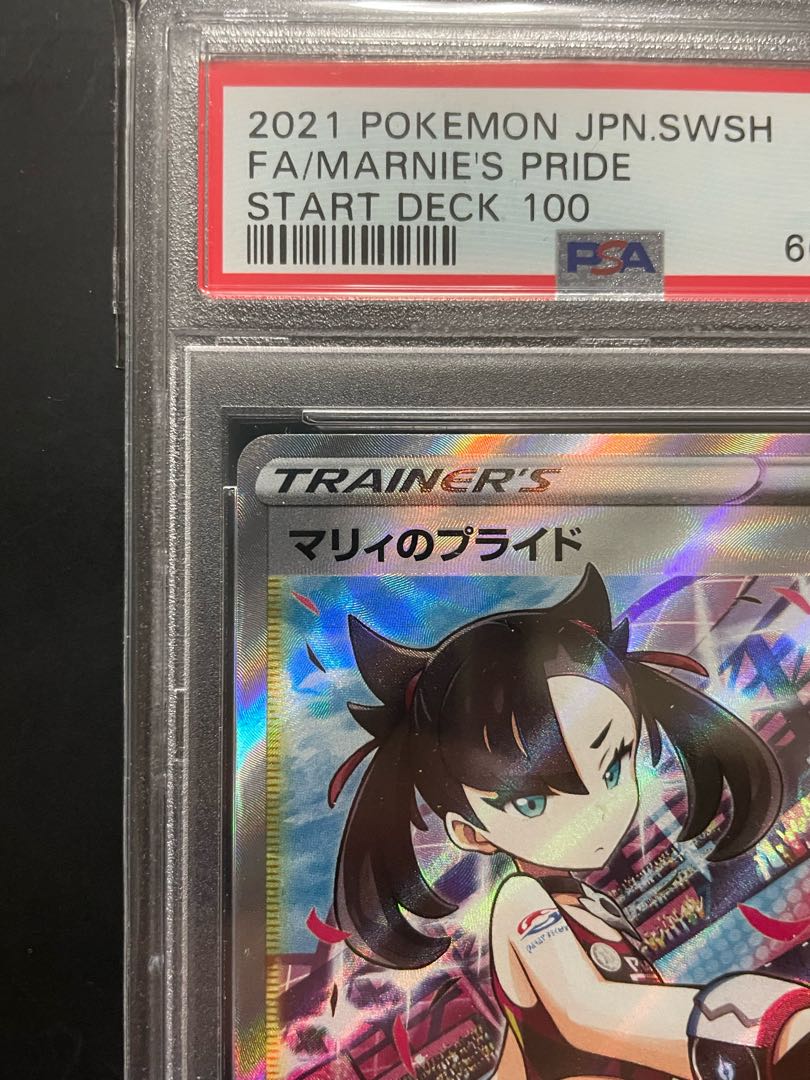 2021 POKEMON JPN.SWSH
FA/MARNIE'S PRIDE
START DECK 100
PSA
6
TRAINER'S
マリィのプライド